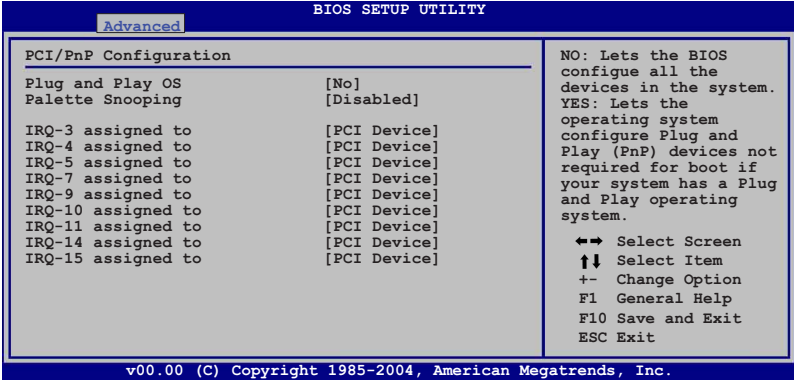 BIOS SETUP UTILITY
Advanced
PCI/PnP Configuration
Plug and Play OS [No]
Palette Snooping [Disabled]
IRQ-3 assigned to [PCI Device]
IRQ-4 assigned to [PCI Device]
IRQ-5 assigned to [PCI Device]
IRQ-7 assigned to [PCI Device]
IRQ-9 assigned to [PCI Device]
IRQ-10 assigned to [PCI Device]
IRQ-11 assigned to [PCI Device]
IRQ-14 assigned to [PCI Device]
IRQ-15 assigned to [PCI Device]
NO: Lets the BIOS
configue all the
devices in the system.
YES: Lets the
operating system
configure Plug and
Play (PnP) devices not
required for boot if
your system has a Plug
and Play operating
system.
←→ Select Screen
↑↓ Select Item
+- Change Option
F1 General Help
F10 Save and Exit
ESC Exit
v00.00 (C) Copyright 1985-2004, American Megatrends, Inc.